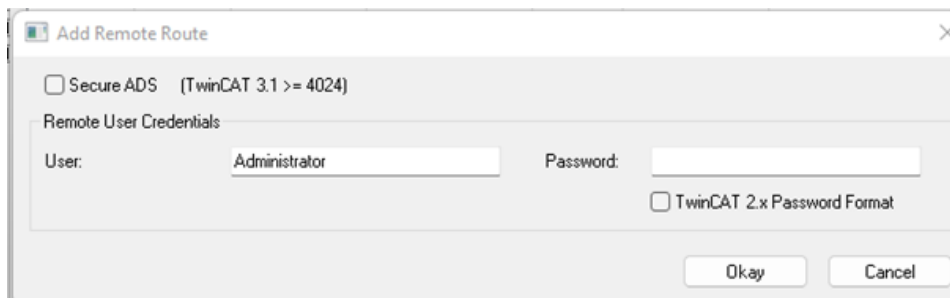 Add Remote Route
Secure ADS (TwinCAT 3.1 >= 4024)
Remote User Credentials
User: Administrator Password:
TwinCAT 2.x Password Format
Okay Cancel